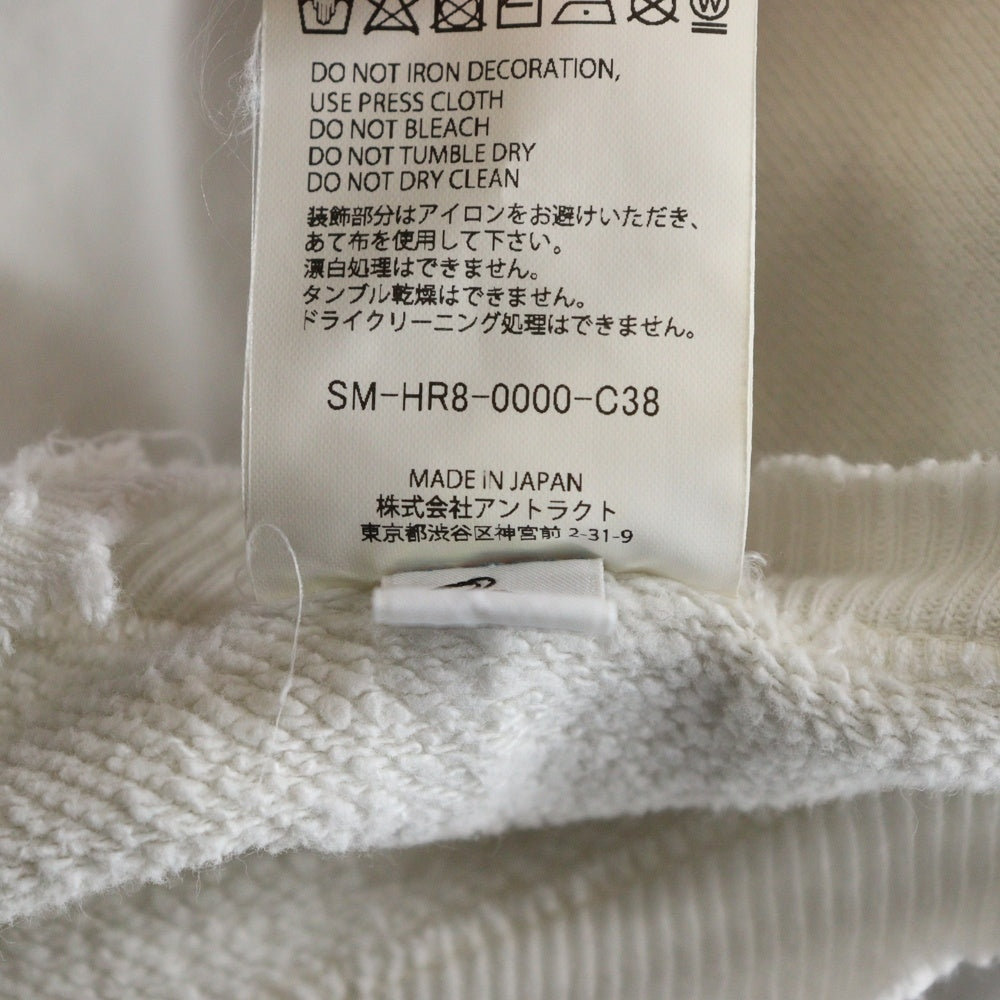 W
DO NOT IRON DECORATION,
USE PRESS CLOTH
DO NOT BLEACH
DO NOT TUMBLE DRY
DO NOT DRY CLEAN
装飾部分はアイロンをお避けいただき、
あて布を使用して下さい。
漂白処理はできません。
タンブル乾燥はできません。
ドライクリーニング処理はできません。
SM-HR8-0000-C38
MADE IN JAPAN
株式会社アントラクト
東京都渋谷区神宮前 2-31-9